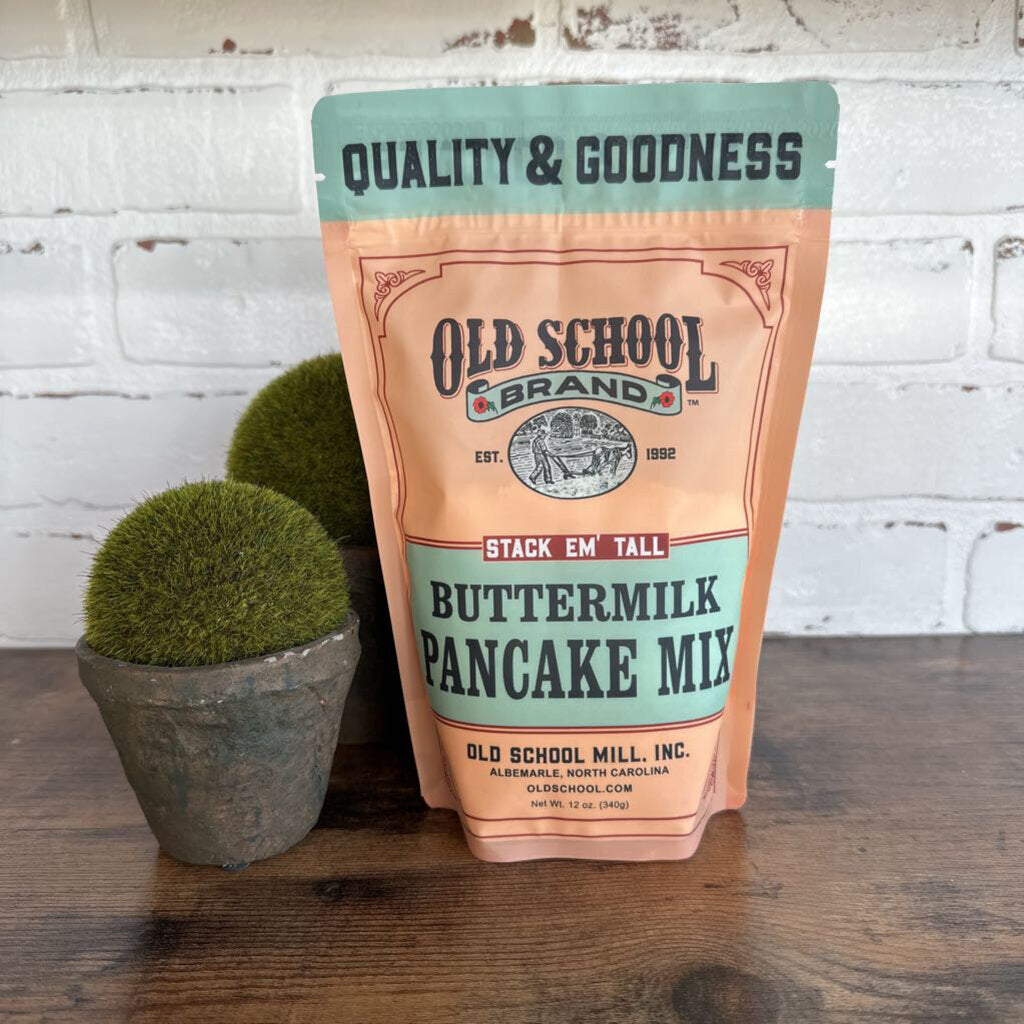 QUALITY & GOODNESS
OLD SCHOOL
BRAND
™
EST. 1992
STACK EM' TALL
BUTTERMILK
PANCAKE MIX
OLD SCHOOL MILL, INC.
ALBEMARLE, NORTH CAROLINA
OLDSCHOOL.COM
Net Wt. 12 oz. (340g)